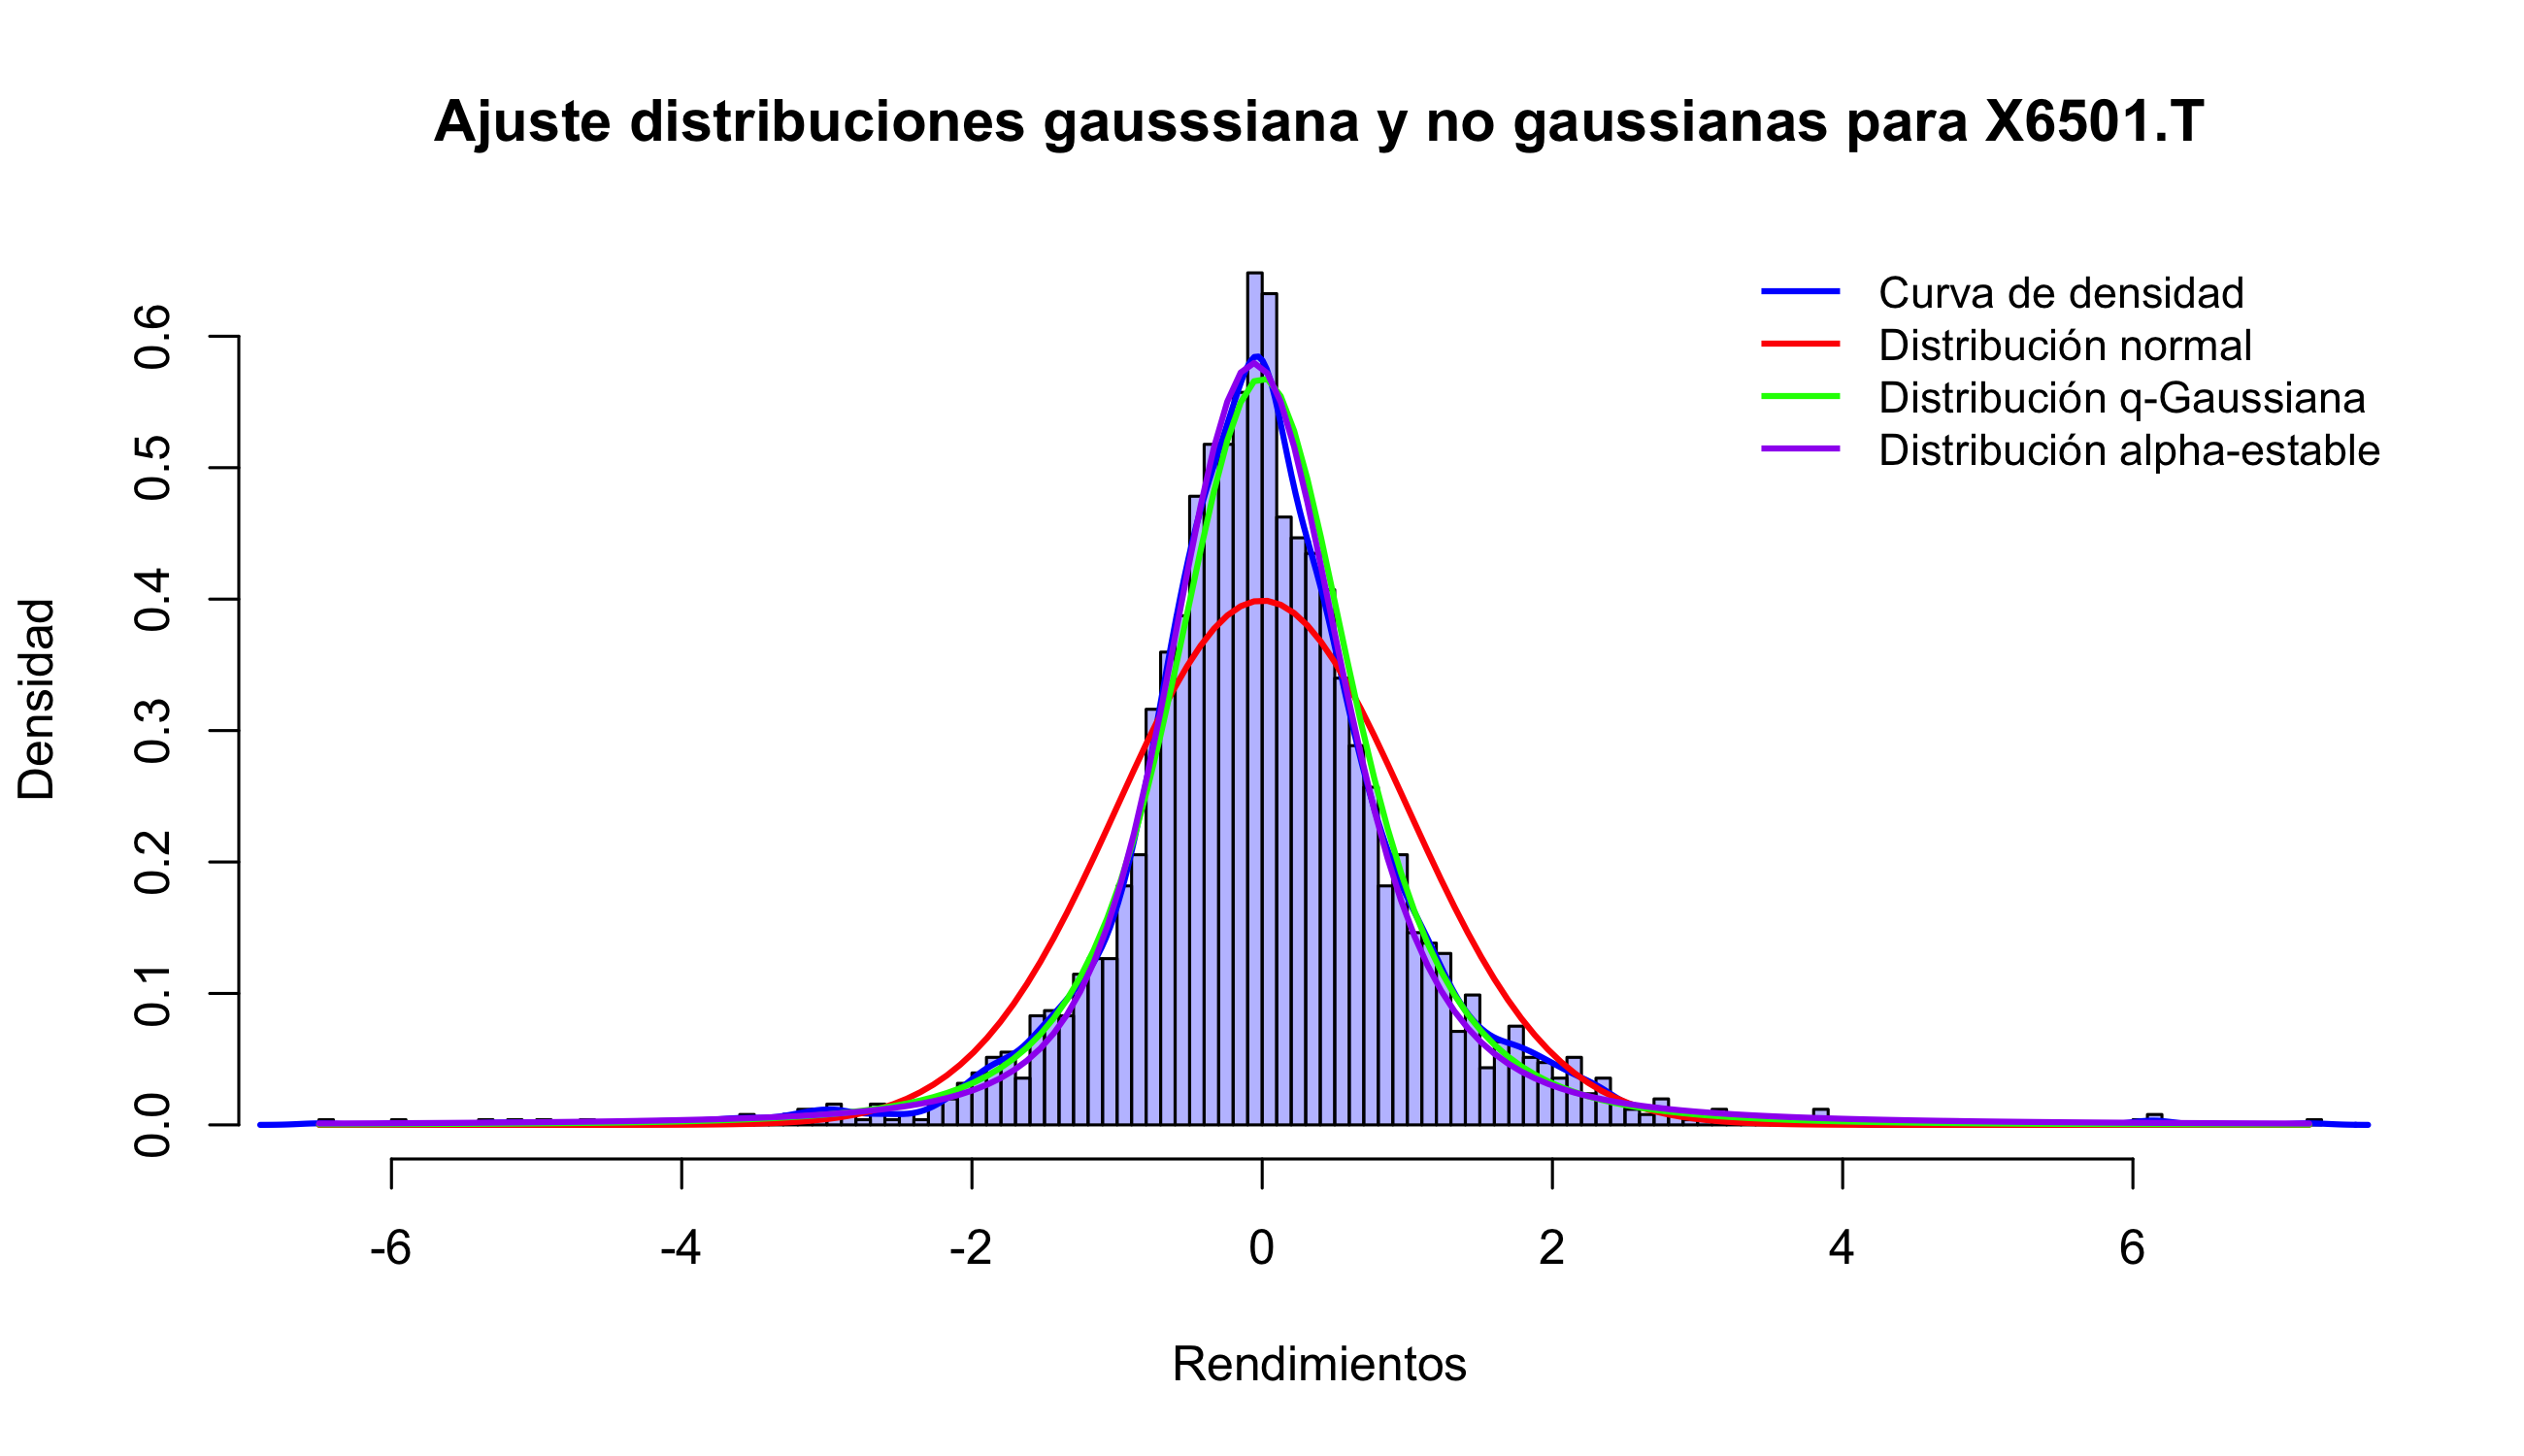 Ajuste distribuciones gausssiana y no gaussianas para X6501.T
Curva de densidad
Distribución normal
Distribución q-Gaussiana
Distribución alpha-estable
Densidad
0.6
0.5
0.4
0.3
0.2
0.1
0.0
-6 -4 -2 0 2 4 6
Rendimientos